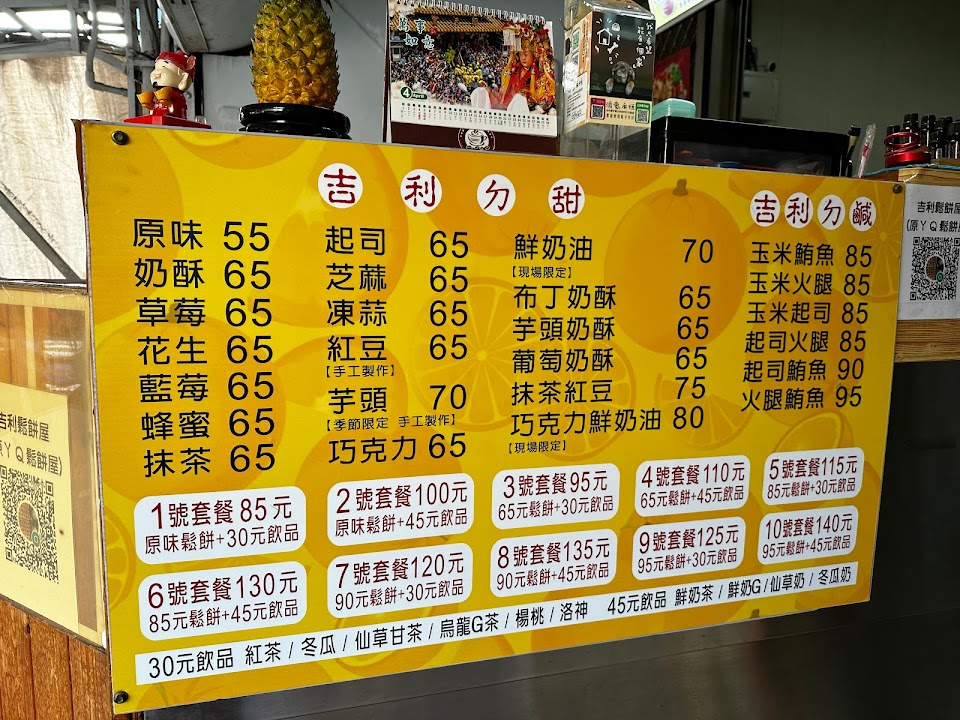 事
如意
4
吉利ㄉ甜
原味 55
奶酥 65
草莓 65
花生 65
藍莓 65
蜂蜜 65
抹茶 65
起司 65
芝麻 65
凍蒜 65
紅豆 65
【手工製作】
芋頭 70
【季節限定 手工製作】
巧克力 65
鮮奶油 70
【現場限定】
布丁奶酥 65
芋頭奶酥 65
葡萄奶酥 65
抹茶紅豆 75
巧克力鮮奶油 80
【現場限定】
吉利ㄉ鹹
玉米鮪魚 85
玉米火腿 85
玉米起司 85
起司火腿 85
起司鮪魚 90
火腿鮪魚 95
1號套餐85元
原味鬆餅+30元飲品
2號套餐100元
原味鬆餅+45元飲品
3號套餐95元
65元鬆餅+30元飲品
4號套餐110元
65元鬆餅+45元飲品
5號套餐115元
85元鬆餅+30元飲品
6號套餐130元
85元鬆餅+45元飲品
7號套餐120元
90元鬆餅+30元飲品
8號套餐135元
90元鬆餅+45元飲品
9號套餐125元
95元鬆餅+30元飲品
10號套餐140元
95元鬆餅+45元飲品
30元飲品 紅茶/冬瓜/仙草甘茶/烏龍G茶/楊桃/洛神 45元飲品 鮮奶茶/鮮奶G/仙草奶/冬瓜奶
吉利鬆餅屋
(原ㄚQ鬆餅屋)
吉利鬆餅屋
原ㄚQ鬆餅屋)